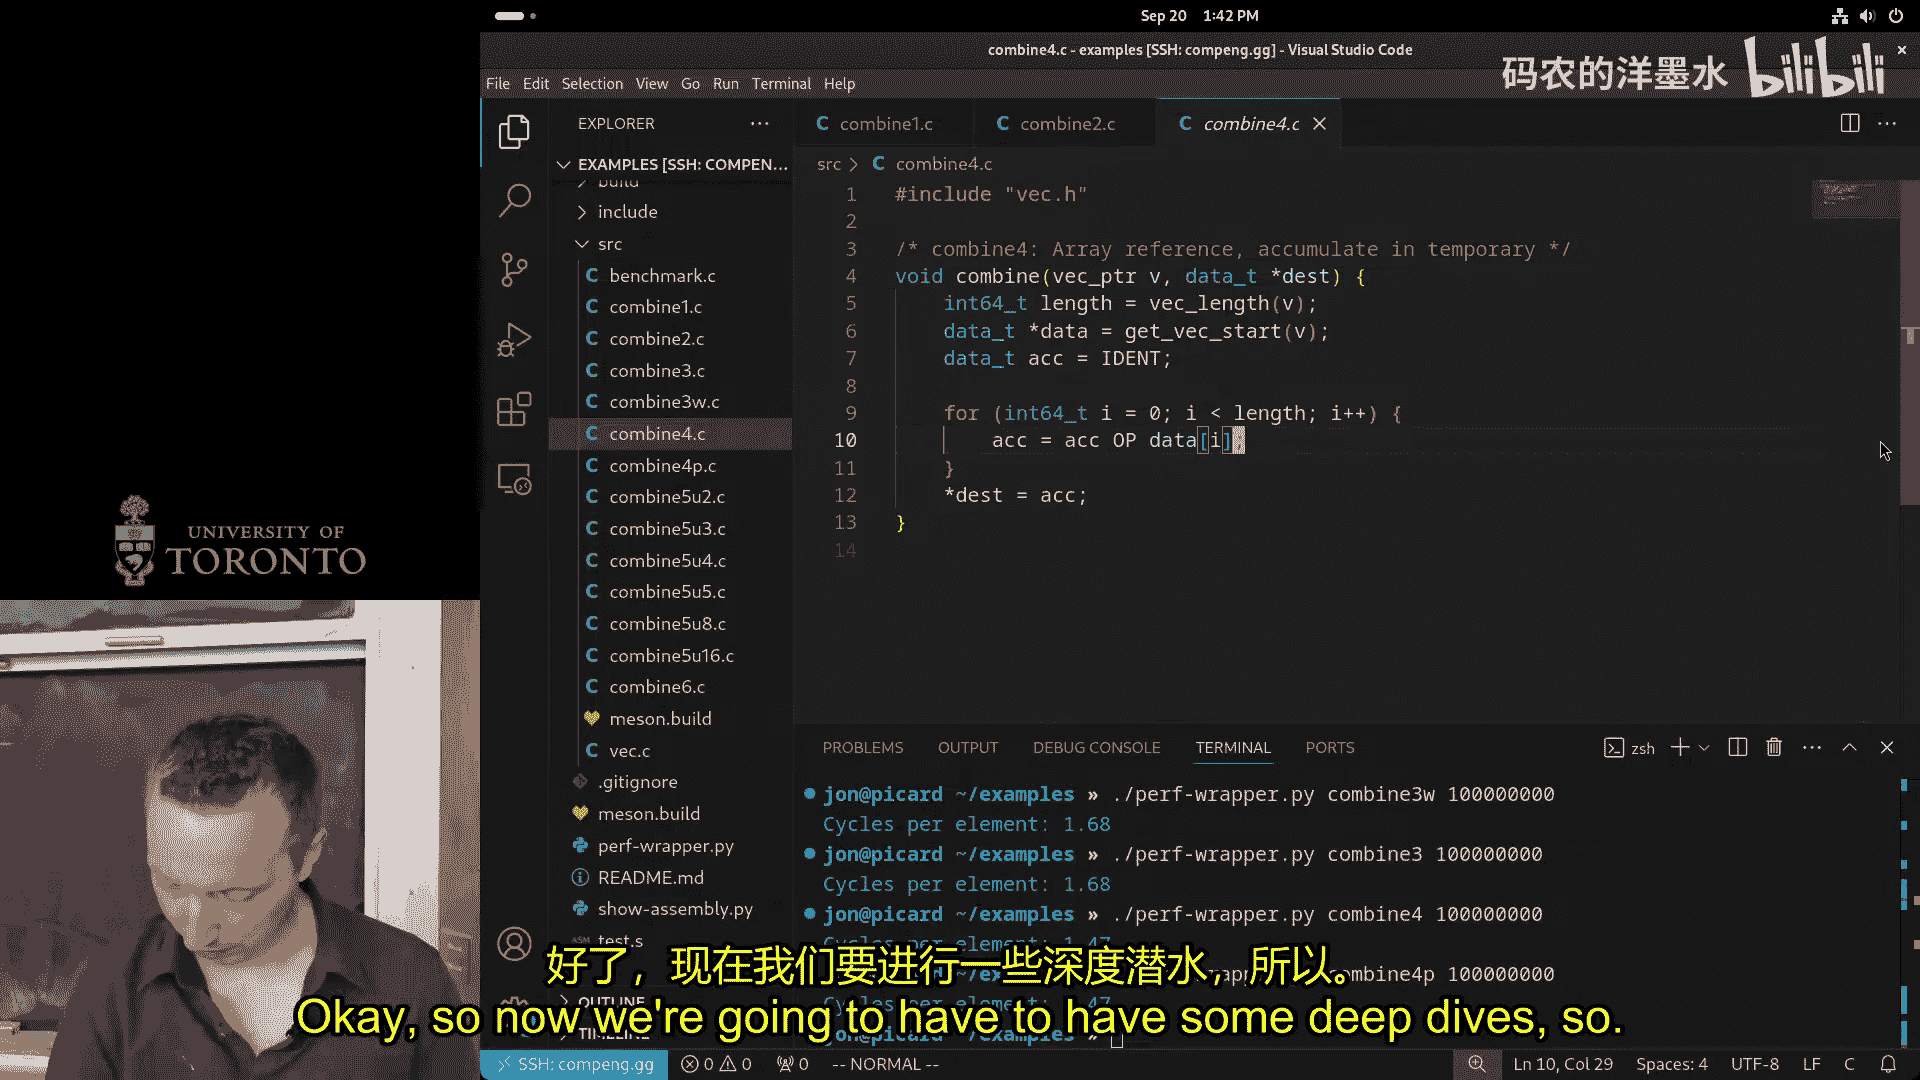 Sep 20 1:42 PM
combine4.c - examples [SSH: compeng.gg] - Visual Studio Code
码农的洋墨水 bilibili
File Edit Selection View Go Run Terminal Help
EXPLORER
combine1.c
combine2.c
combine4.c
EXAMPLES [SSH: COMPEN...
src > C combine4.c
build
include
src
benchmark.c
combine1.c
combine2.c
combine3.c
combine3w.c
combine4.c
combine4p.c
combine5u2.c
combine5u3.c
combine5u4.c
combine5u5.c
combine5u8.c
combine5u16.c
combine6.c
meson.build
vec.c
.gitignore
meson.build
perf-wrapper.py
README.md
show-assembly.py
test.s
OUTLINE
TIMELINE
1 #include "vec.h"
2
3 /* combine4: Array reference, accumulate in temporary */
4 void combine(vec_ptr v, data_t *dest) {
5 int64_t length = vec_length(v);
6 data_t *data = get_vec_start(v);
7 data_t acc = IDENT;
8
9 for (int64_t i = 0; i < length; i++) {
10 acc = acc OP data[i];
11 }
12 *dest = acc;
13 }
14
PROBLEMS OUTPUT DEBUG CONSOLE TERMINAL PORTS
zsh
jon@picard ~/examples » ./perf-wrapper.py combine3w 100000000
Cycles per element: 1.68
jon@picard ~/examples » ./perf-wrapper.py combine3 100000000
Cycles per element: 1.68
jon@picard ~/examples » ./perf-wrapper.py combine4 100000000
combine4p 100000000
UNIVERSITY OF
TORONTO
好了，现在我们要进行一些深度潜水，所以。
Okay, so now we're going to have to have some deep dives, so.
SSH: compeng.gg 0 0 0 -- NORMAL -- Ln 10, Col 29 Spaces: 4 UTF-8 LF C